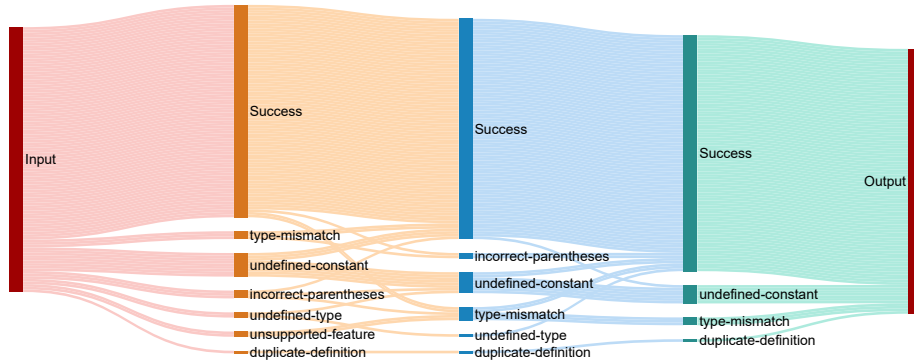 Input
Success
type-mismatch
undefined-constant
incorrect-parentheses
undefined-type
unsupported-feature
duplicate-definition
Success
incorrect-parentheses
undefined-constant
type-mismatch
undefined-type
duplicate-definition
Success
undefined-constant
type-mismatch
duplicate-definition
Output